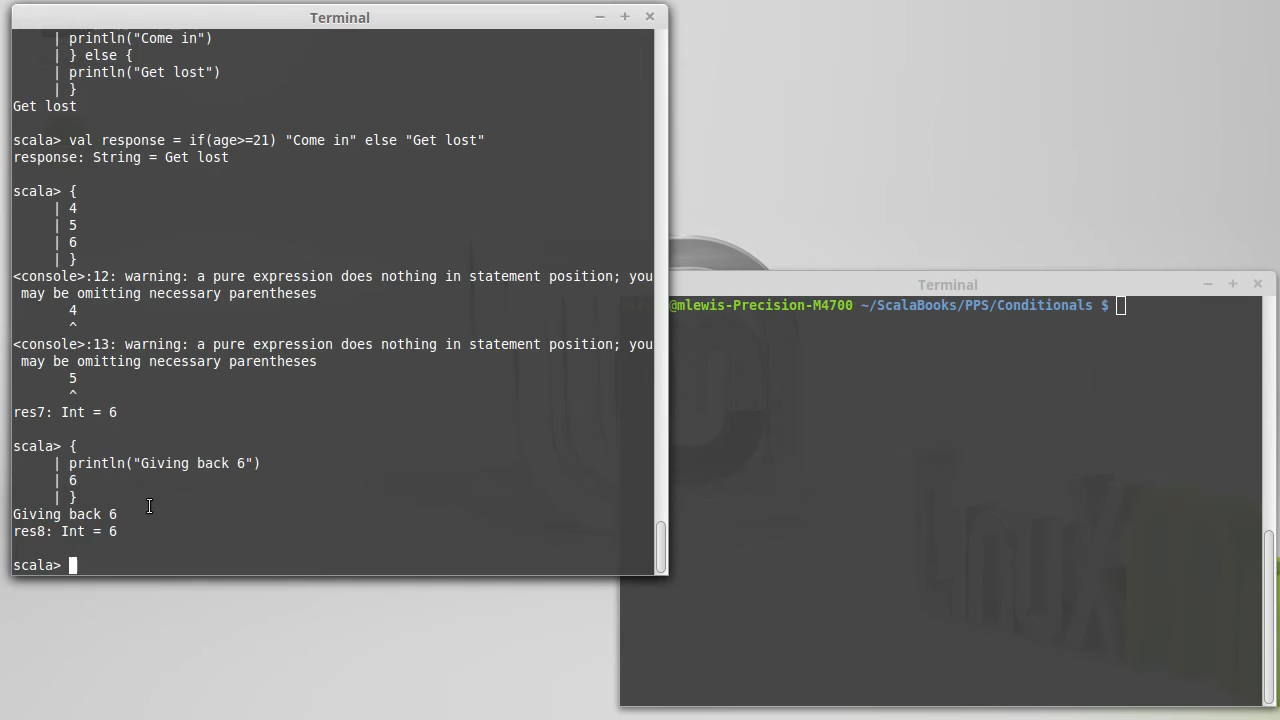 Terminal
| println("Come in")
| } else {
| println("Get lost")
| }
Get lost
scala> val response = if(age>=21) "Come in" else "Get lost"
response: String = Get lost
scala> {
| 4
| 5
| 6
| }
<console>:12: warning: a pure expression does nothing in statement position; you
may be omitting necessary parentheses
4
^
<console>:13: warning: a pure expression does nothing in statement position; you
may be omitting necessary parentheses
5
^
res7: Int = 6
scala> {
| println("Giving back 6")
| 6
| }
Giving back 6
res8: Int = 6
scala>
Terminal
@mlewis-Precision-M4700 ~/ScalaBooks/PPS/Conditionals $